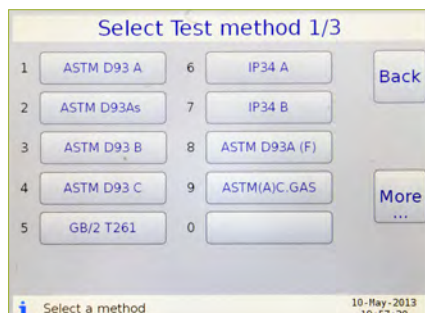 Select Test method 1/3
1 ASTM D93 A 6 IP34 A
Back
2 ASTM D93As 7 IP34 B
3 ASTM D93 B 8 ASTM D93A (F)
4 ASTM D93 C 9 ASTM(A)C.GAS
More
...
5 GB/2 T261 0
i Select a method
10-May-2013